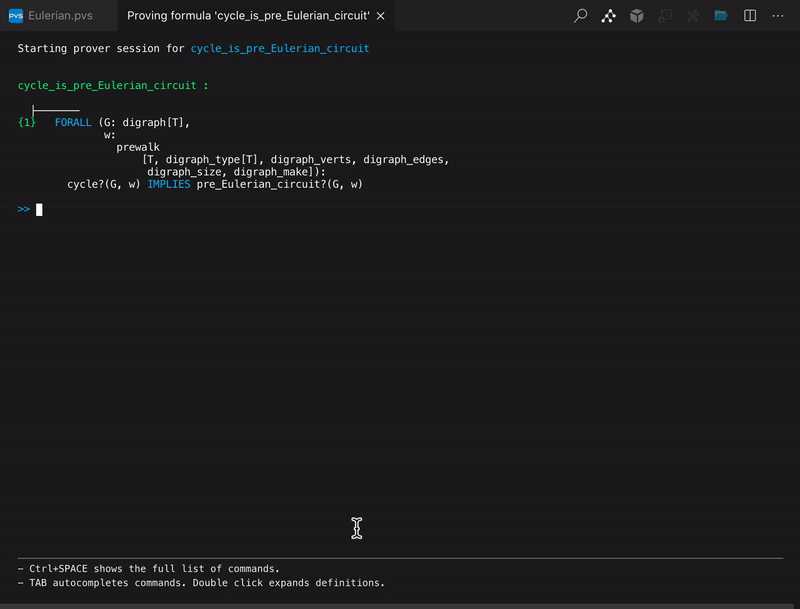 PVS Eulerian.pvs Proving formula 'cycle_is_pre_Eulerian_circuit' ×
Starting prover session for cycle_is_pre_Eulerian_circuit
cycle_is_pre_Eulerian_circuit :
├───────
{1} FORALL (G: digraph[T],
w:
prewalk
[T, digraph_type[T], digraph_verts, digraph_edges,
digraph_size, digraph_make]):
cycle?(G, w) IMPLIES pre_Eulerian_circuit?(G, w)
>>
– Ctrl+SPACE shows the full list of commands.
– TAB autocompletes commands. Double click expands definitions.